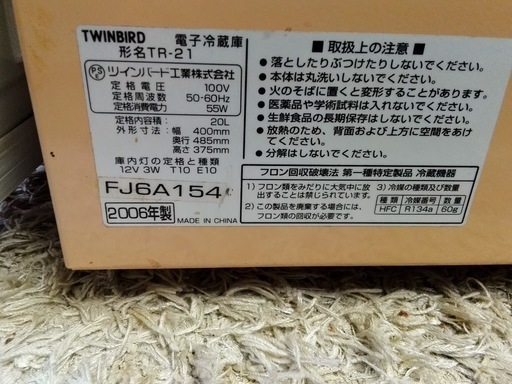 TWINBIRD 電子冷蔵庫
形名TR-21
PSE ツインバード工業株式会社
定格電圧 100V
定格周波数 50-60Hz
定格消費電力 55W
定格内容積: 20L
外形寸法: 幅 400mm
奥行 485mm
高さ 375mm
庫内灯の定格と種類
12V 3W T10 E10
FJ6A154
2006年製
MADE IN CHINA
■ 取扱上の注意 ■
● 落としたりぶつけたりしないでください。
● 本体は丸洗いしないでください。
● 火のそばに置くと変形することがあります。
● 医薬品や学術試料は入れないでください。
● 生鮮食品の長期保存はしないでください。
● 放熱のため、背面および上方に空間をあけてください。
● 分解はしないでください。
フロン回収破壊法 第一種特定製品 冷蔵機器
1) フロン類をみだりに大気中に放出することは禁じられています。
2) この製品を廃棄する場合には、フロン類の回収が必要です。
3) 冷媒の種類及び数量
種類 冷媒番号 数量
HFC R134a 60g